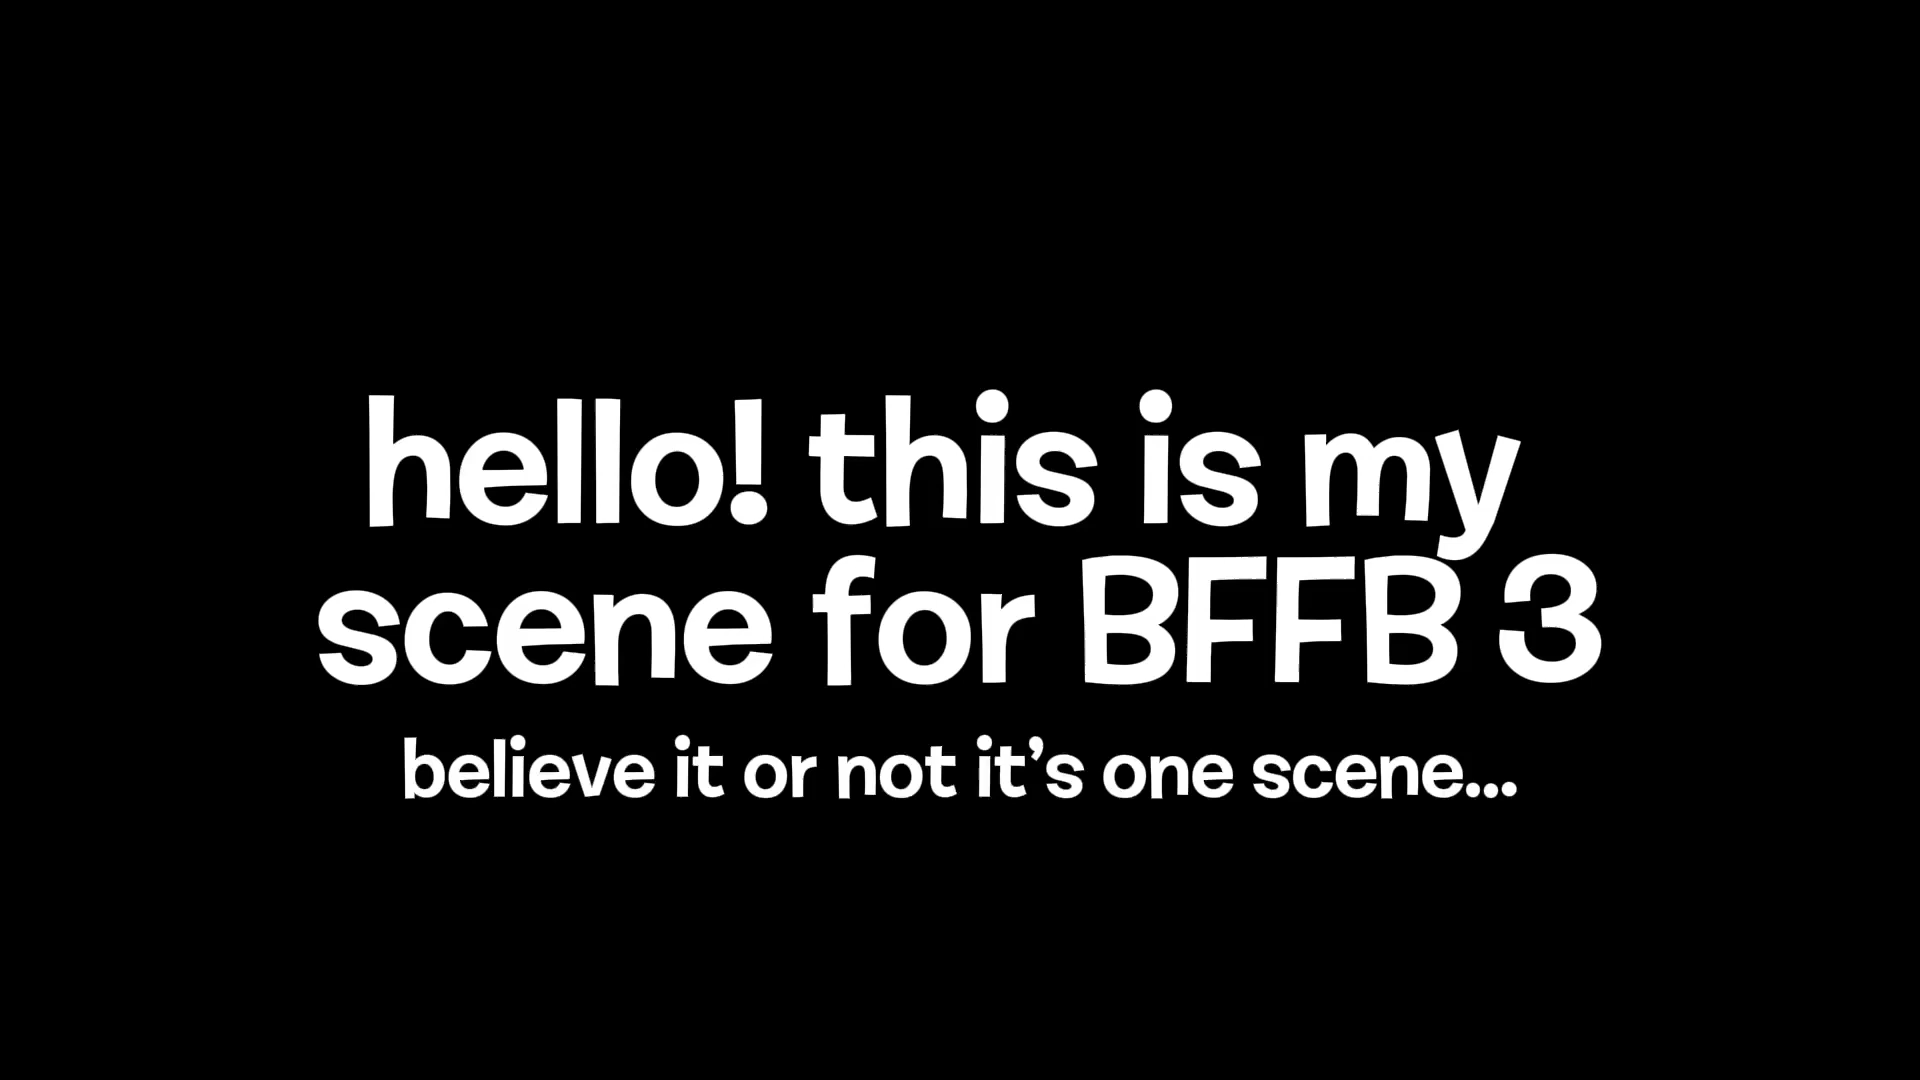 hello! this is my
scene for BFFB 3
believe it or not it’s one scene...